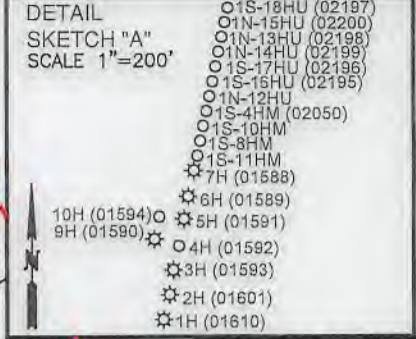 DETAIL
SKETCH "A"
SCALE 1"=200'
1S-18HU (02197)
1N-15HU (02200)
1N-13HU (02198)
1N-14HU (02199)
1S-17HU (02196)
1S-16HU (02195)
1N-12HU
1S-4HM (02050)
1S-10HM
1S-8HM
1S-11HM
7H (01588)
6H (01589)
10H (01594)
5H (01591)
9H (01590)
4H (01592)
3H (01593)
N
2H (01601)
1H (01610)